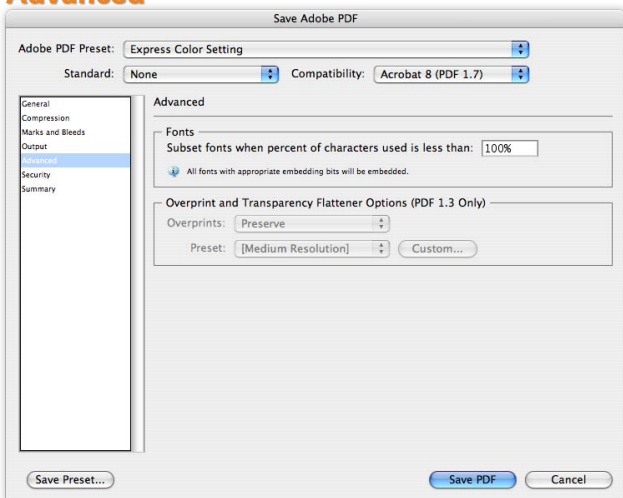 Advanced
Save Adobe PDF
Adobe PDF Preset: Express Color Setting
Standard: None Compatibility: Acrobat 8 (PDF 1.7)
General
Compression
Marks and Bleeds
Output
Advanced
Security
Summary
Advanced
Fonts
Subset fonts when percent of characters used is less than: 100%
All fonts with appropriate embedding bits will be embedded.
Overprint and Transparency Flattener Options (PDF 1.3 Only)
Overprints: Preserve
Preset: [Medium Resolution] Custom...
Save Preset... Save PDF Cancel